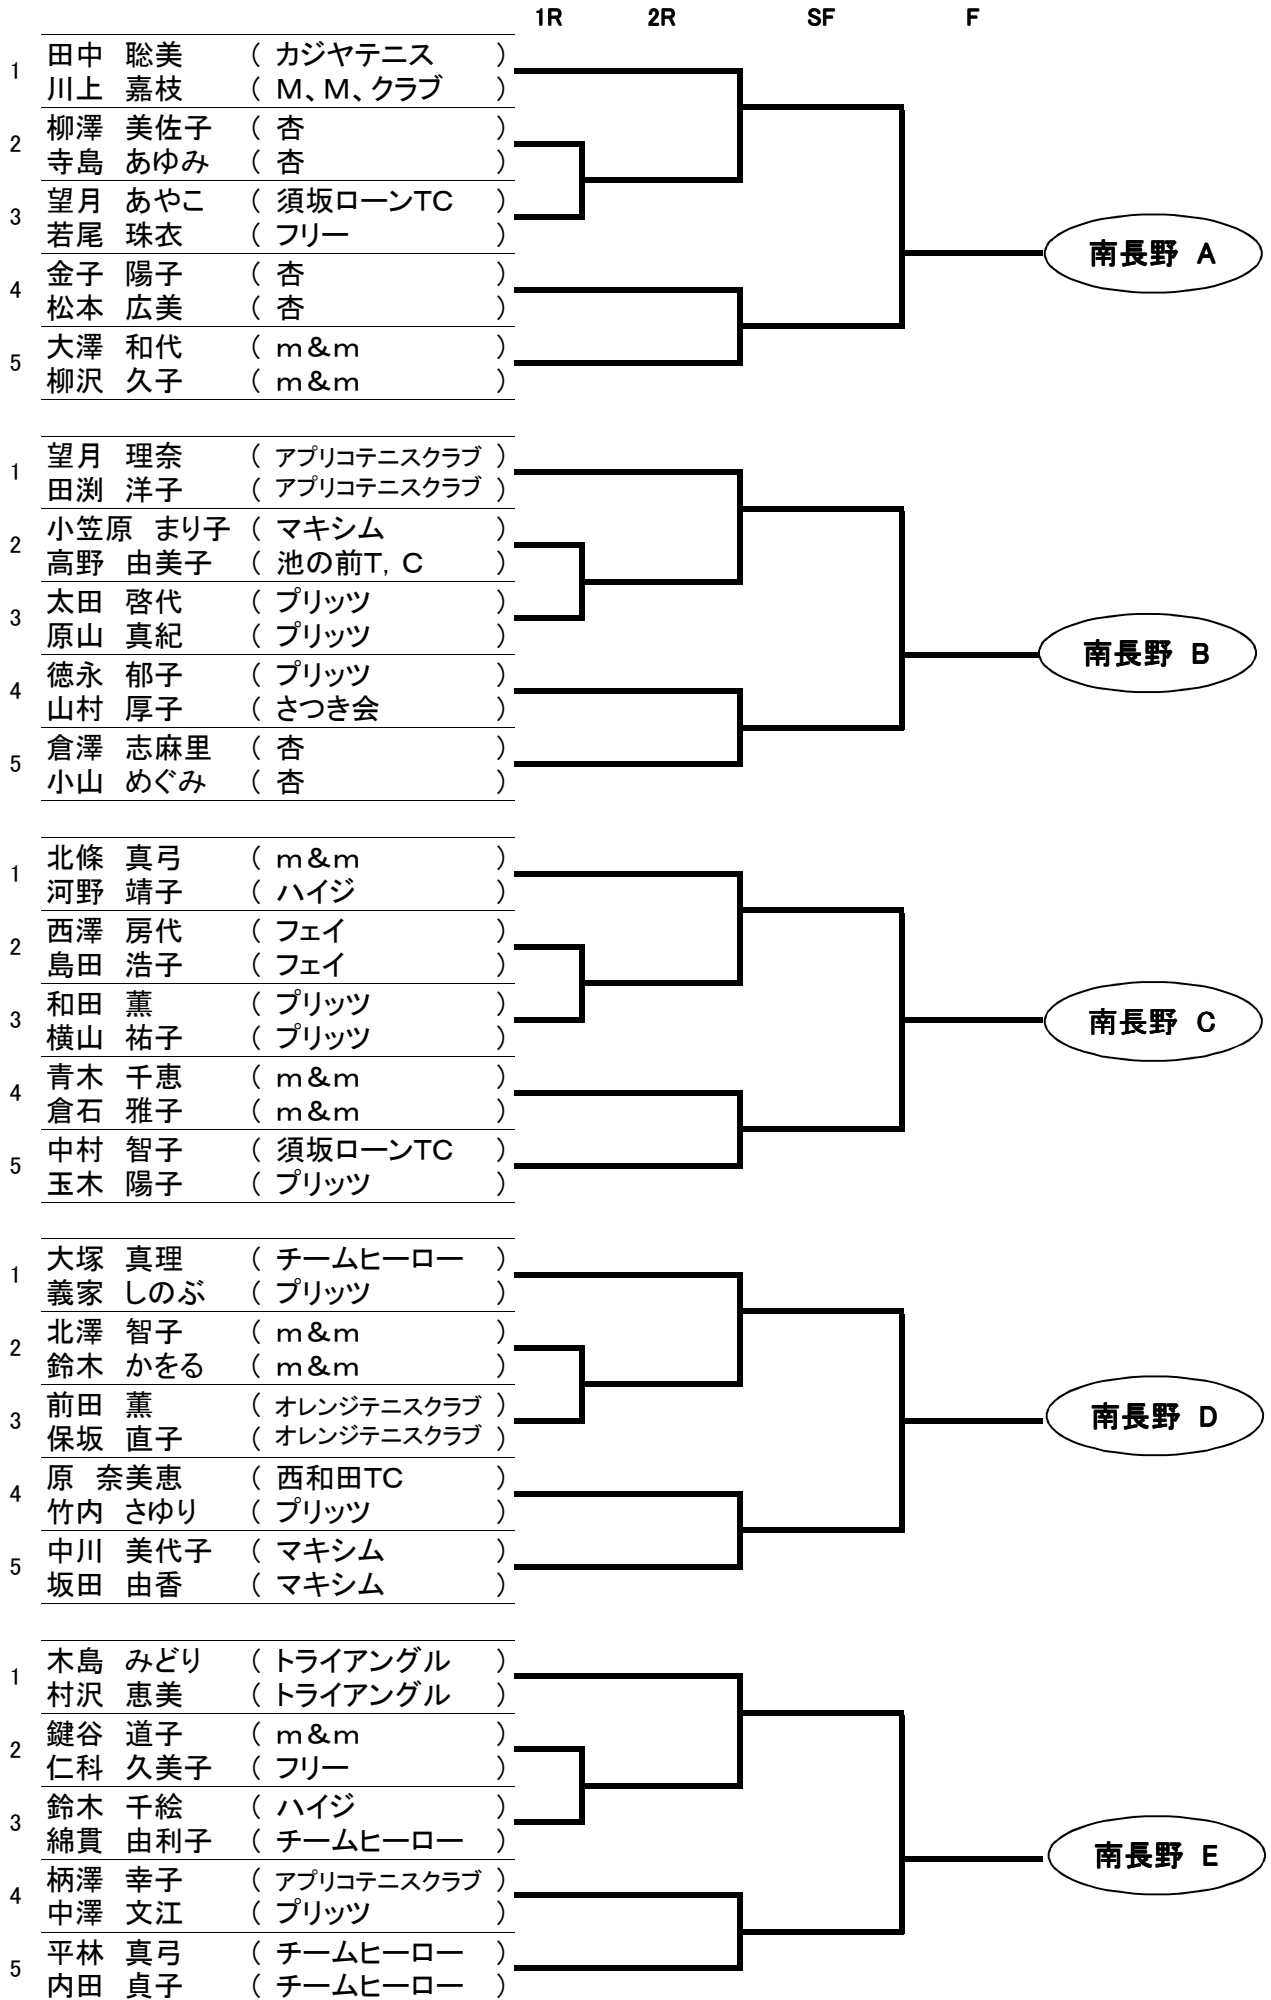 1R 2R SF F
1 田中 聡美 ( カジヤテニス )
川上 嘉枝 ( M、M、クラブ )
2 柳澤 美佐子 ( 杏 )
寺島 あゆみ ( 杏 )
3 望月 あやこ ( 須坂ローンTC )
若尾 珠衣 ( フリー )
4 金子 陽子 ( 杏 )
松本 広美 ( 杏 )
5 大澤 和代 ( m&m )
柳沢 久子 ( m&m )
南長野 A
1 望月 理奈 ( アプリコテニスクラブ )
田渕 洋子 ( アプリコテニスクラブ )
2 小笠原 まり子 ( マキシム )
高野 由美子 ( 池の前T, C )
3 太田 啓代 ( プリッツ )
原山 真紀 ( プリッツ )
4 徳永 郁子 ( プリッツ )
山村 厚子 ( さつき会 )
5 倉澤 志麻里 ( 杏 )
小山 めぐみ ( 杏 )
南長野 B
1 北條 真弓 ( m&m )
河野 靖子 ( ハイジ )
2 西澤 房代 ( フェイ )
島田 浩子 ( フェイ )
3 和田 薫 ( プリッツ )
横山 祐子 ( プリッツ )
4 青木 千恵 ( m&m )
倉石 雅子 ( m&m )
5 中村 智子 ( 須坂ローンTC )
玉木 陽子 ( プリッツ )
南長野 C
1 大塚 真理 ( チームヒーロー )
義家 しのぶ ( プリッツ )
2 北澤 智子 ( m&m )
鈴木 かをる ( m&m )
3 前田 薫 ( オレンジテニスクラブ )
保坂 直子 ( オレンジテニスクラブ )
4 原 奈美恵 ( 西和田TC )
竹内 さゆり ( プリッツ )
5 中川 美代子 ( マキシム )
坂田 由香 ( マキシム )
南長野 D
1 木島 みどり ( トライアングル )
村沢 恵美 ( トライアングル )
2 鍵谷 道子 ( m&m )
仁科 久美子 ( フリー )
3 鈴木 千絵 ( ハイジ )
綿貫 由利子 ( チームヒーロー )
4 柄澤 幸子 ( アプリコテニスクラブ )
中澤 文江 ( プリッツ )
5 平林 真弓 ( チームヒーロー )
内田 貞子 ( チームヒーロー )
南長野 E